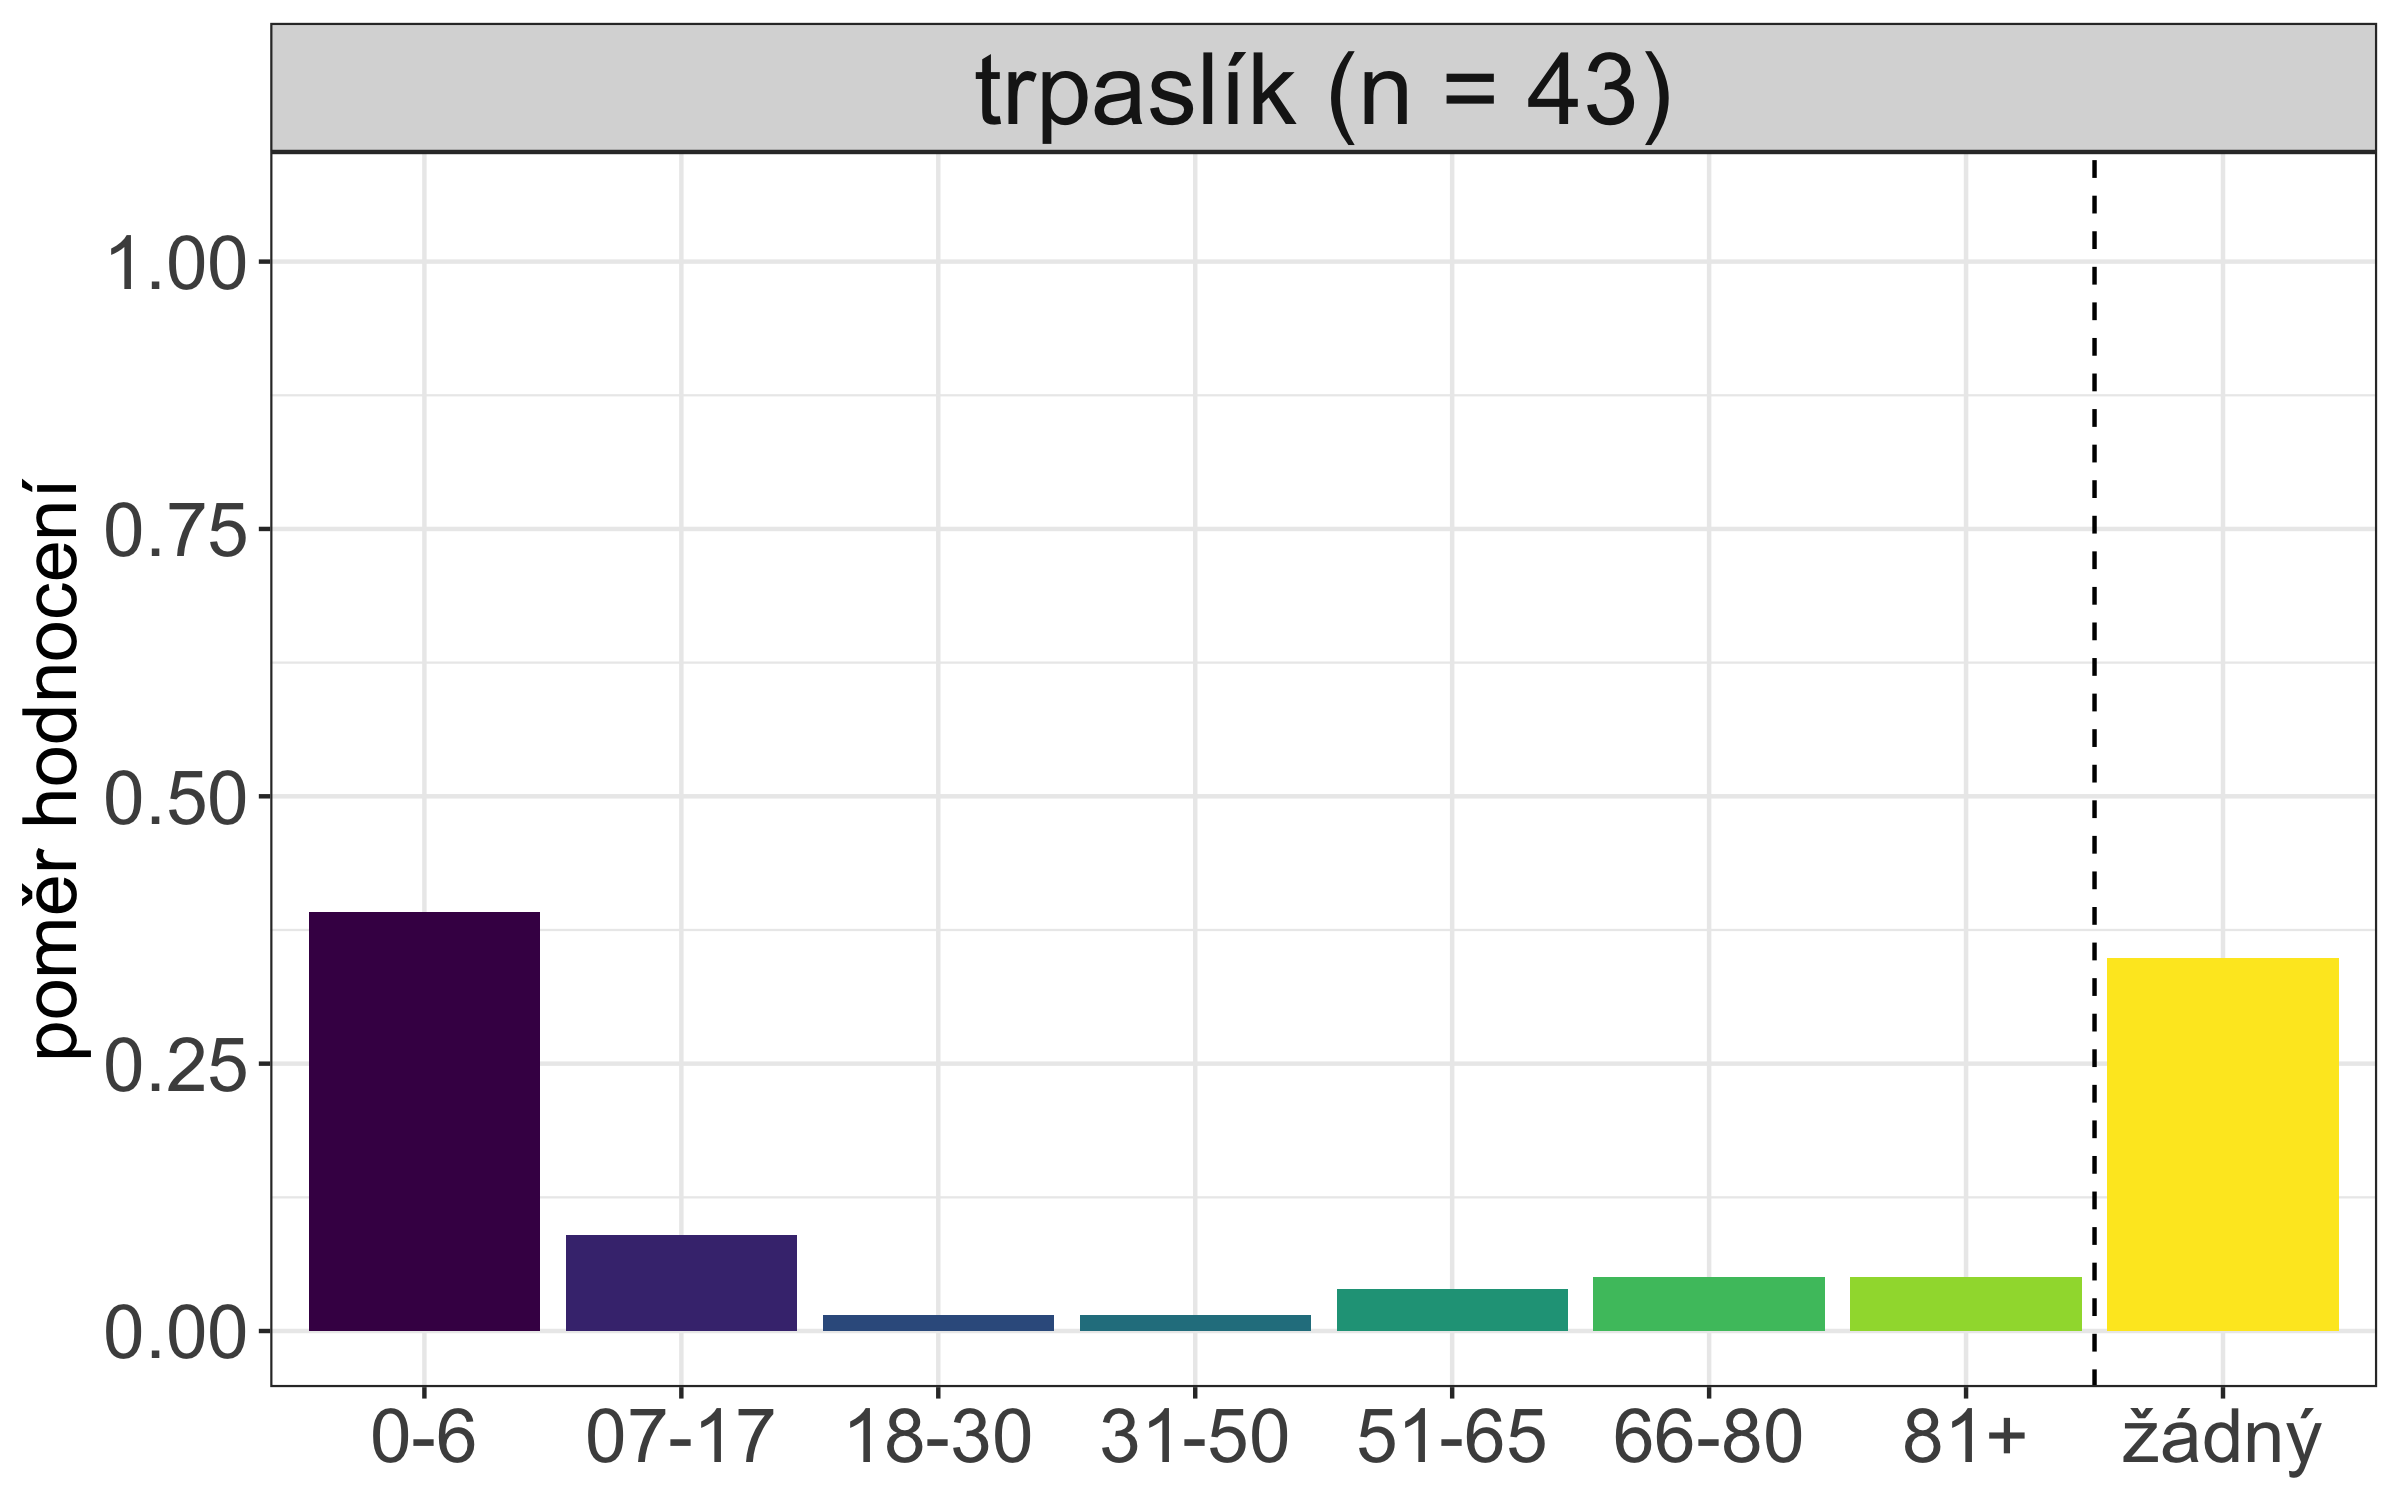 trpaslík (n = 43)
poměr hodnocení
1.00
0.75
0.50
0.25
0.00
0-6 07-17 18-30 31-50 51-65 66-80 81+ žádný